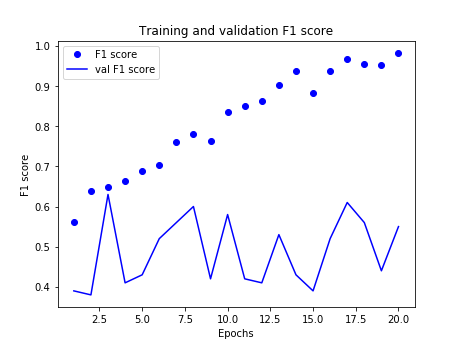 Training and validation F1 score
F1 score
val F1 score
1.0
0.9
0.8
0.7
0.6
0.5
0.4
F1 score
2.5 5.0 7.5 10.0 12.5 15.0 17.5 20.0
Epochs